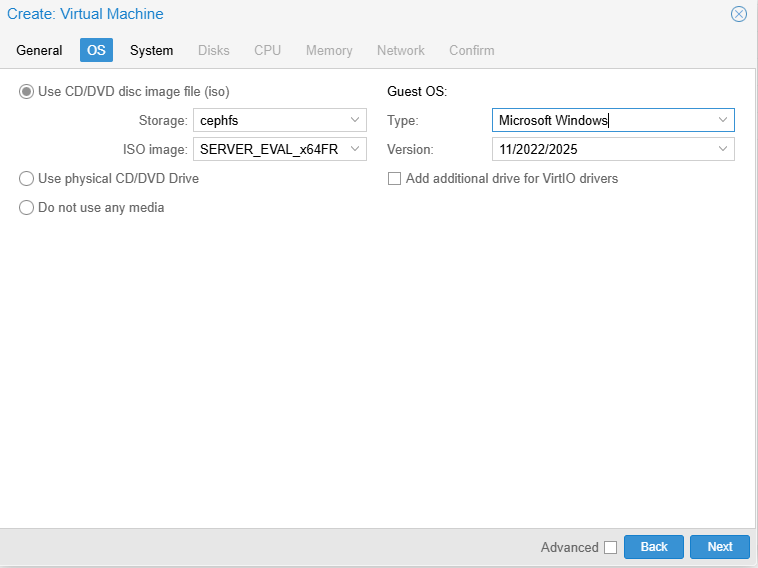 Create: Virtual Machine
General OS System Disks CPU Memory Network Confirm
Use CD/DVD disc image file (iso) Guest OS:
Storage: cephfs Type: Microsoft Windows
ISO image: SERVER_EVAL_x64FR Version: 11/2022/2025
Use physical CD/DVD Drive Add additional drive for VirtIO drivers
Do not use any media
Advanced Back Next